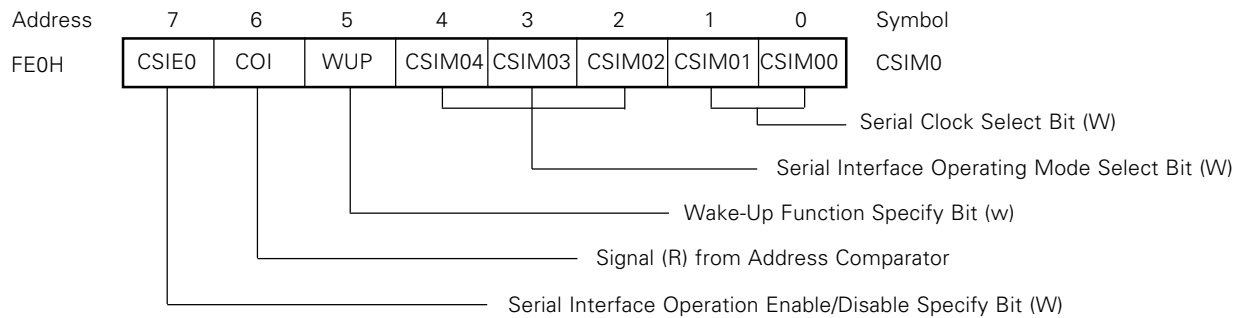 Address 7 6 5 4 3 2 1 0 Symbol
FE0H CSIE0 COI WUP CSIM04 CSIM03 CSIM02 CSIM01 CSIM00 CSIM0
Serial Clock Select Bit (W)
Serial Interface Operating Mode Select Bit (W)
Wake-Up Function Specify Bit (w)
Signal (R) from Address Comparator
Serial Interface Operation Enable/Disable Specify Bit (W)